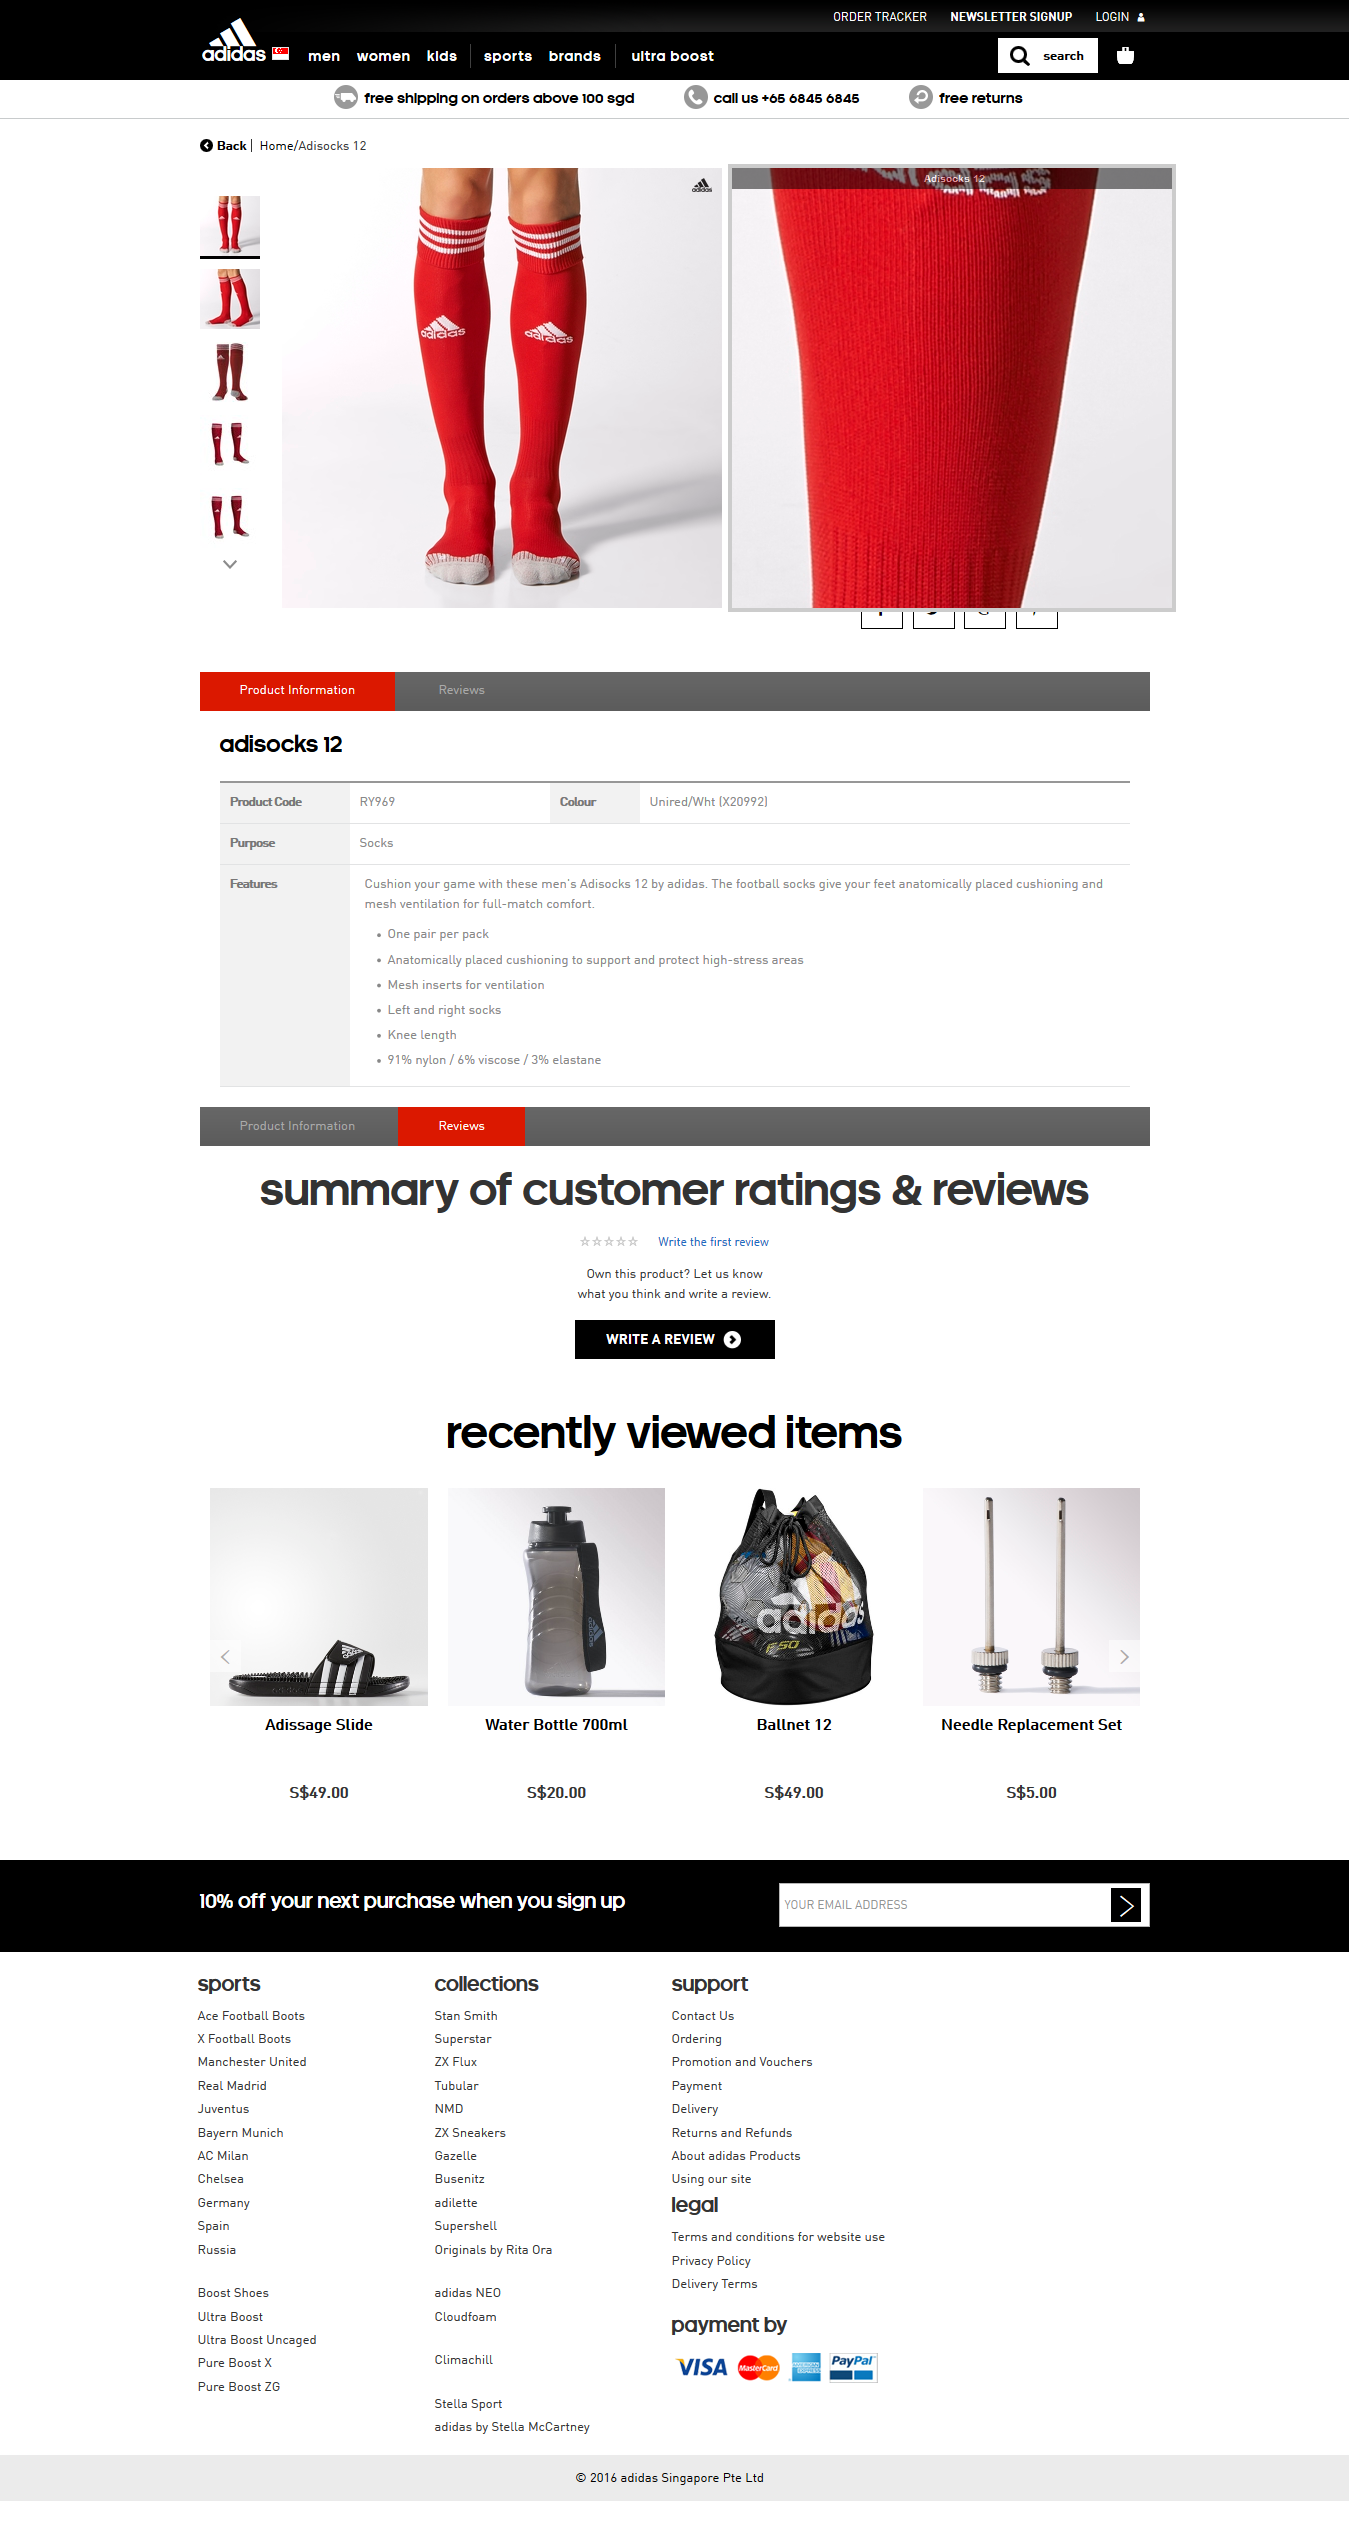 ORDER TRACKER NEWSLETTER SIGNUP LOGIN
adidas men women kids sports brands ultra boost search
free shipping on orders above 100 sgd call us +65 6845 6845 free returns
Back Home/Adisocks 12
adidas
Adisocks 12
adidas adidas
Product Information Reviews
adisocks 12
Product Code RY969 Colour Unired/Wht (X20992)
Purpose Socks
Features Cushion your game with these men's Adisocks 12 by adidas. The football socks give your feet anatomically placed cushioning and
mesh ventilation for full-match comfort.
• One pair per pack
• Anatomically placed cushioning to support and protect high-stress areas
• Mesh inserts for ventilation
• Left and right socks
• Knee length
• 91% nylon / 6% viscose / 3% elastane
Product Information Reviews
summary of customer ratings & reviews
Write the first review
Own this product? Let us know
what you think and write a review.
WRITE A REVIEW
recently viewed items
adidas
F50
Adissage Slide Water Bottle 700ml Ballnet 12 Needle Replacement Set
S$49.00 S$20.00 S$49.00 S$5.00
10% off your next purchase when you sign up YOUR EMAIL ADDRESS
sports
Ace Football Boots
X Football Boots
Manchester United
Real Madrid
Juventus
Bayern Munich
AC Milan
Chelsea
Germany
Spain
Russia
Boost Shoes
Ultra Boost
Ultra Boost Uncaged
Pure Boost X
Pure Boost ZG
collections
Stan Smith
Superstar
ZX Flux
Tubular
NMD
ZX Sneakers
Gazelle
Busenitz
adilette
Supershell
Originals by Rita Ora
adidas NEO
Cloudfoam
Climachill
Stella Sport
adidas by Stella McCartney
support
Contact Us
Ordering
Promotion and Vouchers
Payment
Delivery
Returns and Refunds
About adidas Products
Using our site
legal
Terms and conditions for website use
Privacy Policy
Delivery Terms
payment by
VISA MasterCard AMERICAN EXPRESS PayPal
© 2016 adidas Singapore Pte Ltd